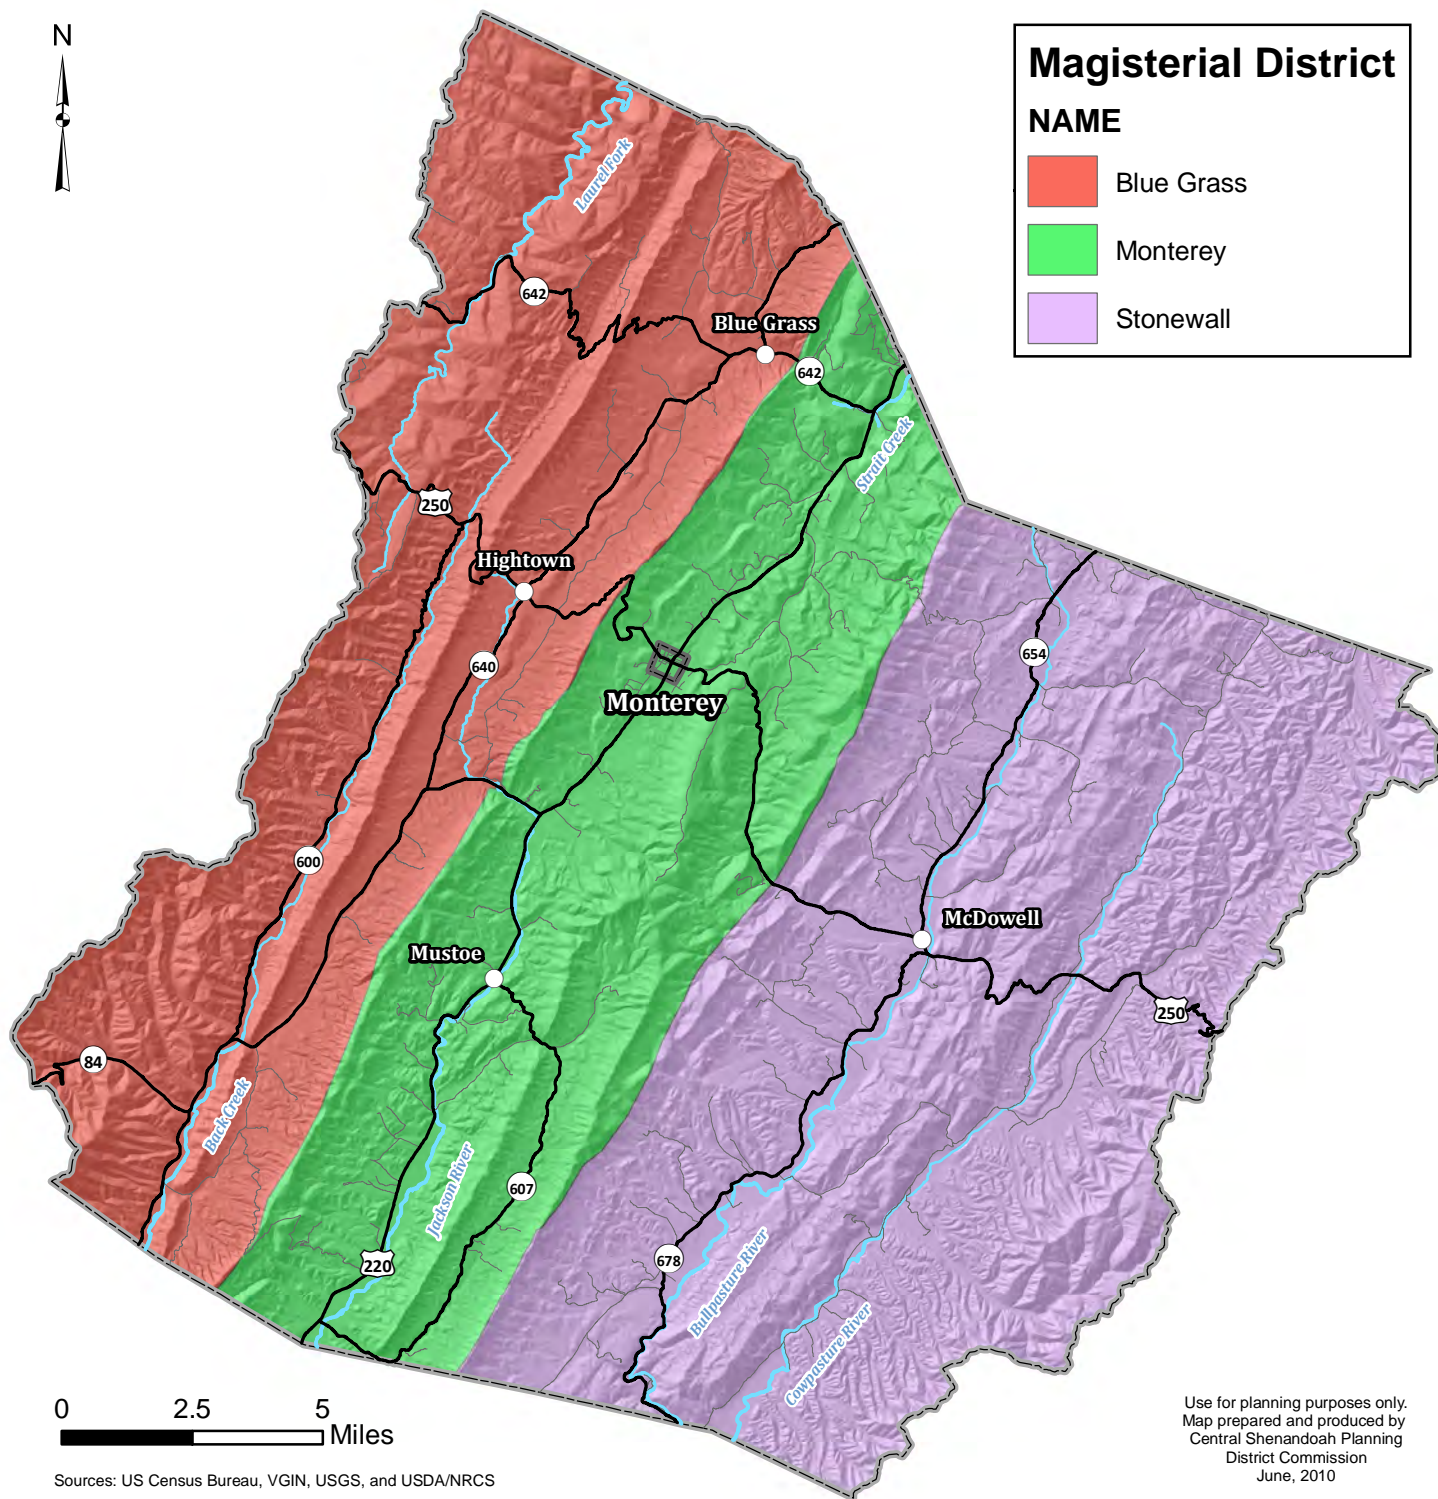 N
Magisterial District
NAME
Blue Grass
Monterey
Stonewall
Laurel Fork
642
Blue Grass
642
Strait Creek
250
Hightown
654
640
Monterey
600
McDowell
Mustoe
250
84
Back Creek
Jackson River
607
220
678
Bullpasture River
Cowpasture River
0 2.5 5
Miles
Sources: US Census Bureau, VGIN, USGS, and USDA/NRCS
Use for planning purposes only.
Map prepared and produced by
Central Shenandoah Planning
District Commission
June, 2010